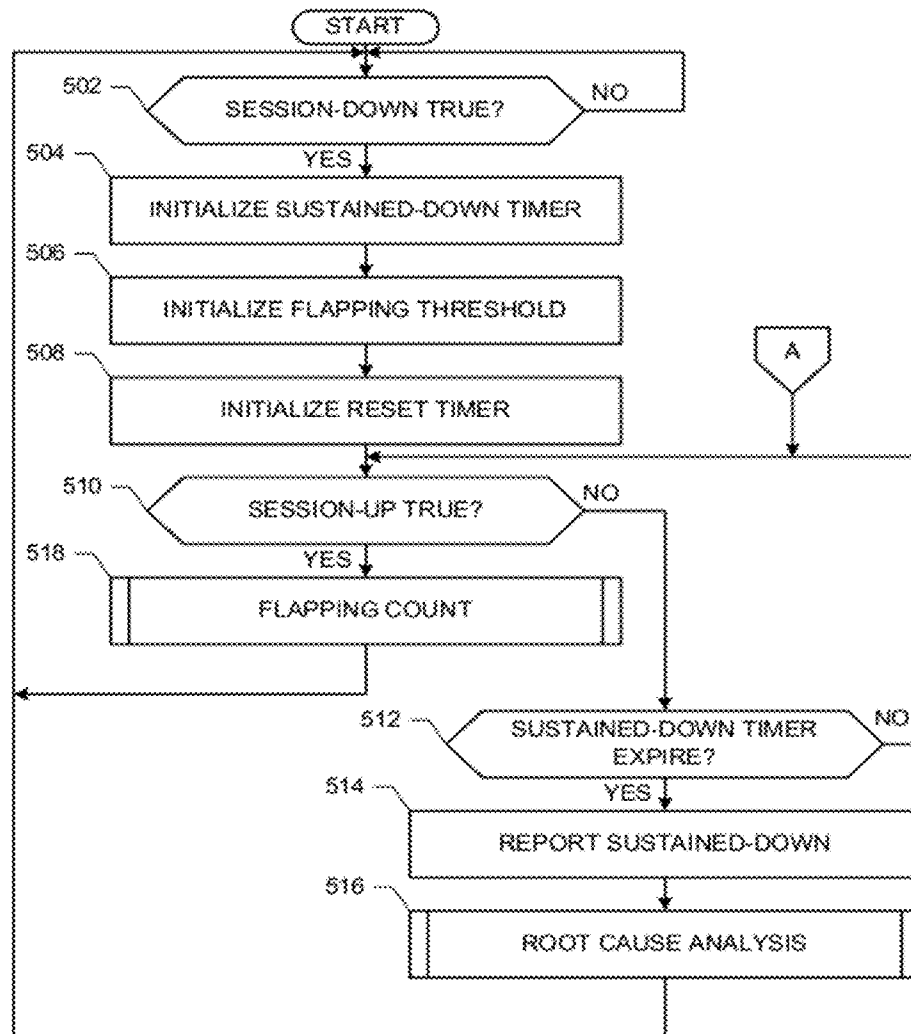 START
502
SESSION-DOWN TRUE?
NO
YES
504
INITIALIZE SUSTAINED-DOWN TIMER
506
INITIALIZE FLAPPING THRESHOLD
508
INITIALIZE RESET TIMER
A
510
SESSION-UP TRUE?
NO
YES
518
FLAPPING COUNT
512
SUSTAINED-DOWN TIMER
EXPIRE?
NO
YES
514
REPORT SUSTAINED-DOWN
516
ROOT CAUSE ANALYSIS